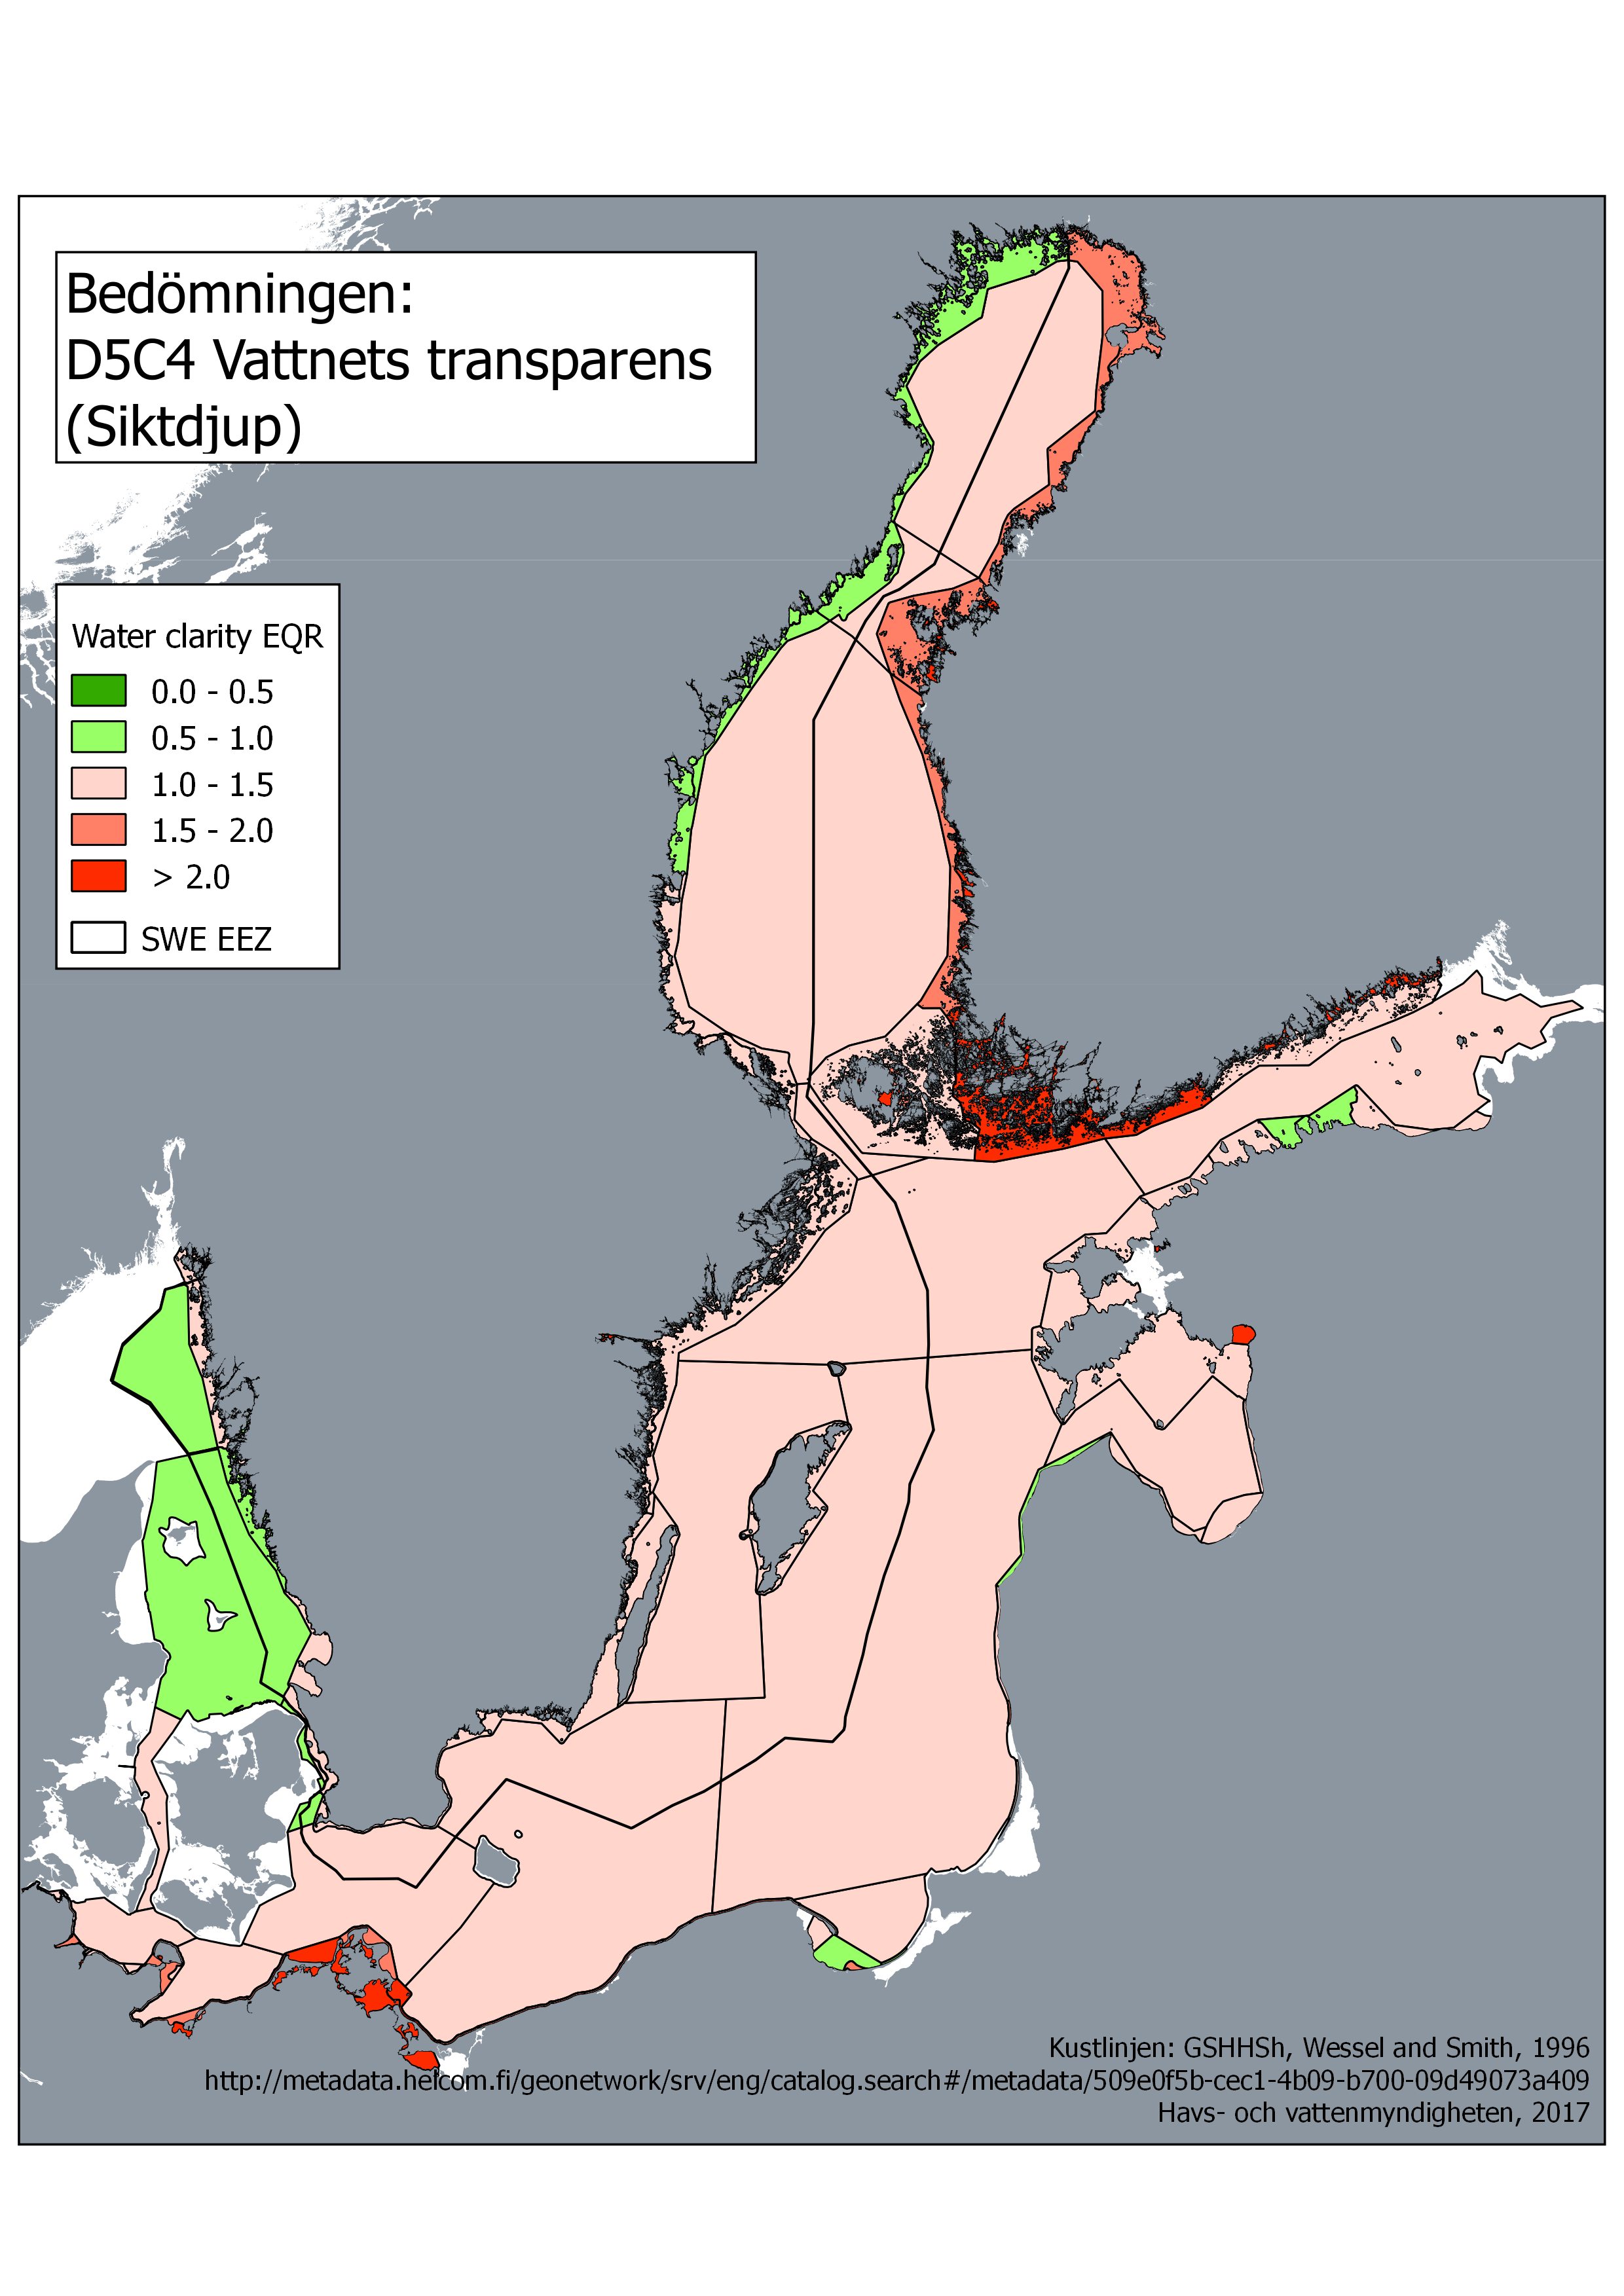 Bedömningen:
D5C4 Vattnets transparens
(Siktdjup)
Water clarity EQR
0.0 - 0.5
0.5 - 1.0
1.0 - 1.5
1.5 - 2.0
> 2.0
SWE EEZ
Kustlinjen: GSHHSh, Wessel and Smith, 1996
http://metadata.helcom.fi/geonetwork/srv/eng/catalog.search#/metadata/509e0f5b-cec1-4b09-b700-09d49073a409
Havs- och vattenmyndigheten, 2017